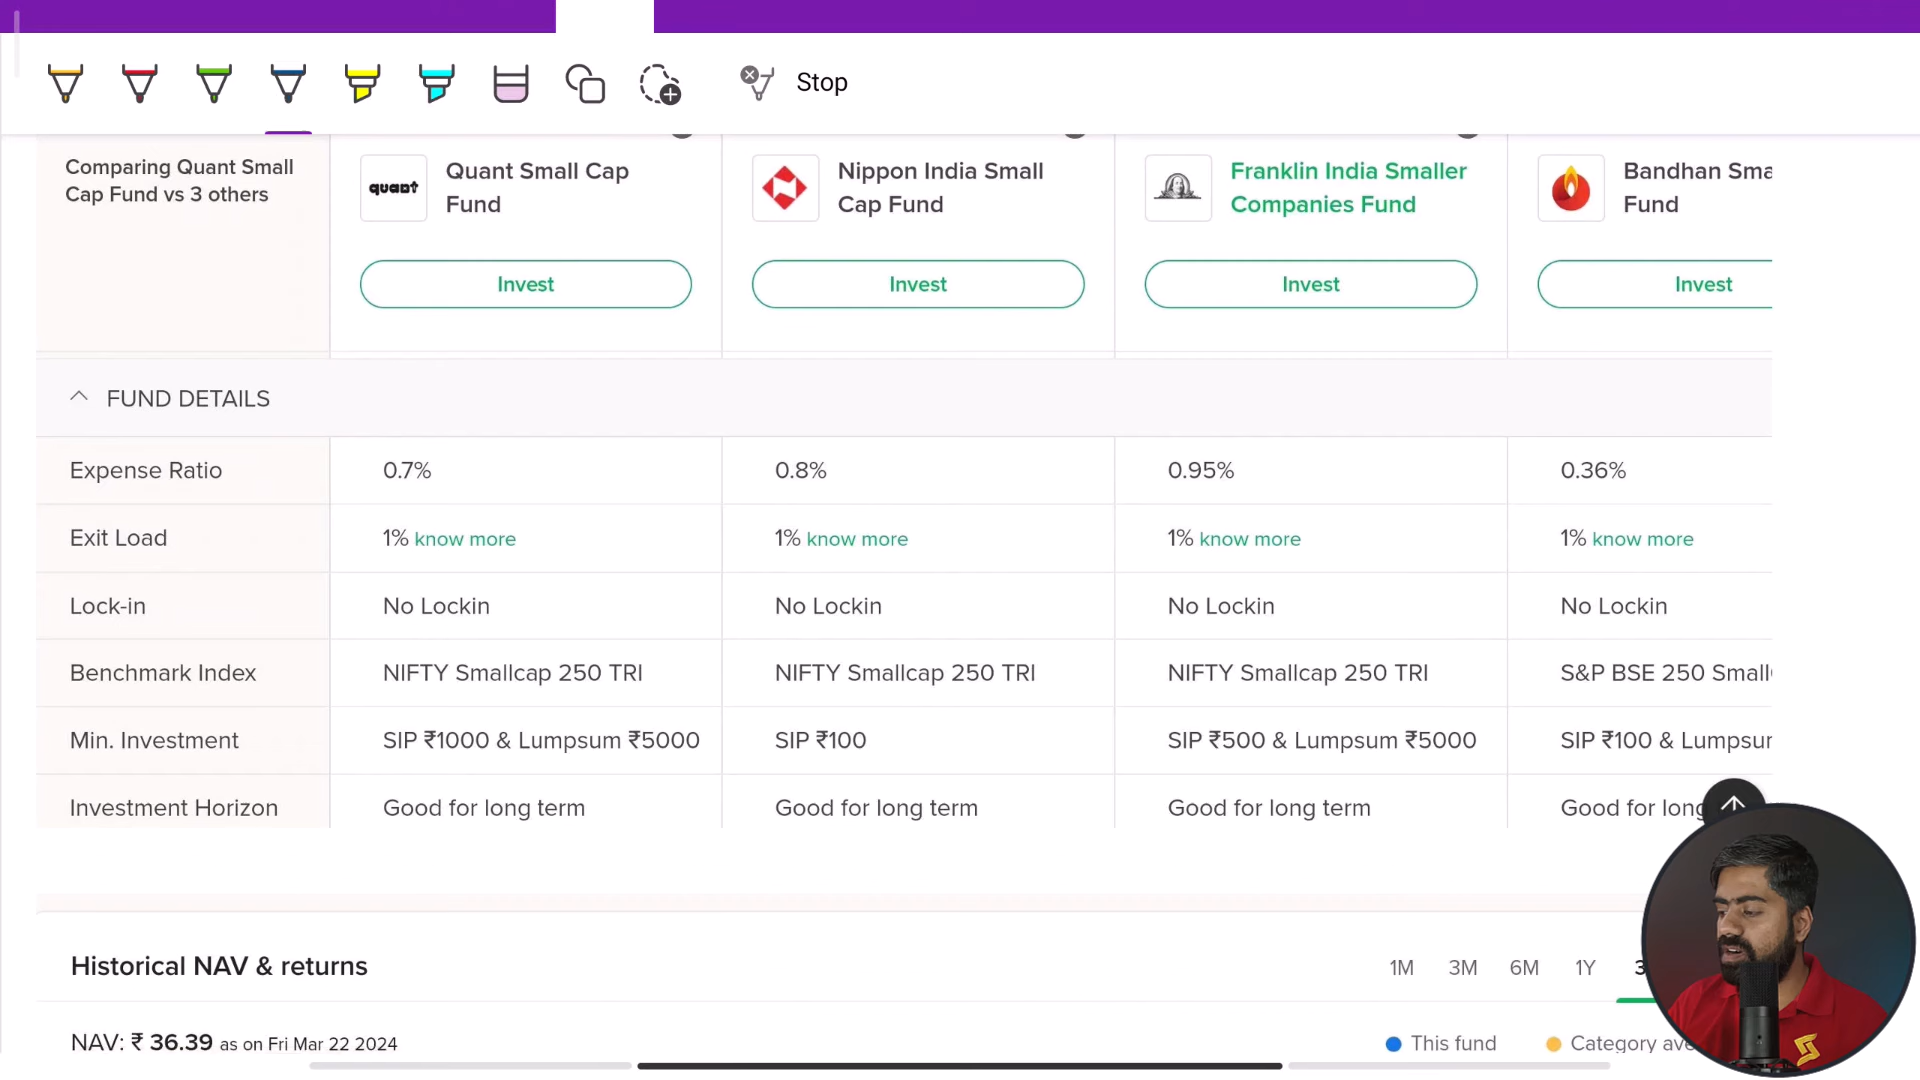 Stop
Comparing Quant Small
Cap Fund vs 3 others
quant
Quant Small Cap
Fund
Nippon India Small
Cap Fund
Franklin India Smaller
Companies Fund
Bandhan Sma
Fund
Invest
Invest
Invest
Invest
FUND DETAILS
Expense Ratio 0.7% 0.8% 0.95% 0.36%
Exit Load 1% know more 1% know more 1% know more 1% know more
Lock-in No Lockin No Lockin No Lockin No Lockin
Benchmark Index NIFTY Smallcap 250 TRI NIFTY Smallcap 250 TRI NIFTY Smallcap 250 TRI S&P BSE 250 Small
Min. Investment SIP ₹1000 & Lumpsum ₹5000 SIP ₹100 SIP ₹500 & Lumpsum ₹5000 SIP ₹100 & Lumpsu
Investment Horizon Good for long term Good for long term Good for long term Good for long
Historical NAV & returns
1M 3M 6M 1Y 3
NAV: ₹ 36.39 as on Fri Mar 22 2024
This fund Category ave